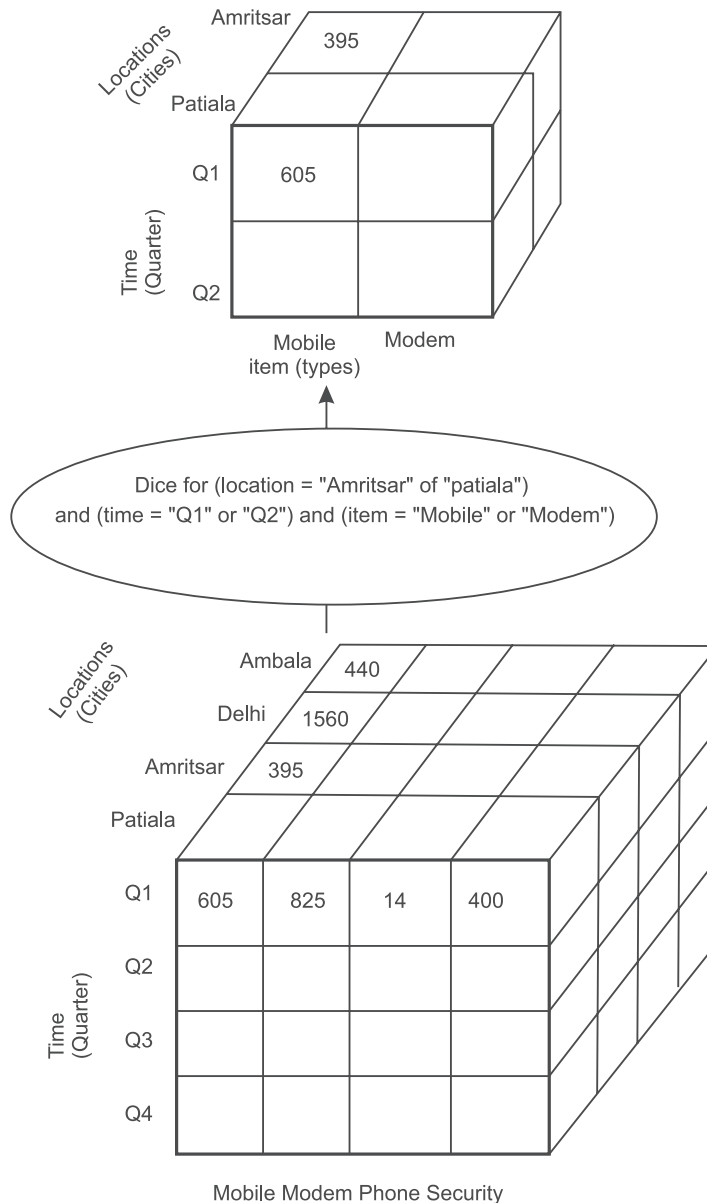 Amritsar
395
Locations
(Cities)
Patiala
Q1
605
Time
(Quarter)
Q2
Mobile
Modem
item (types)
Dice for (location = "Amritsar" of "patiala")
and (time = "Q1" or "Q2") and (item = "Mobile" or "Modem")
Locations
(Cities)
Ambala
440
Delhi
1560
Amritsar
395
Patiala
Q1
605
825
14
400
Q2
Time
(Quarter)
Q3
Q4
Mobile Modem Phone Security